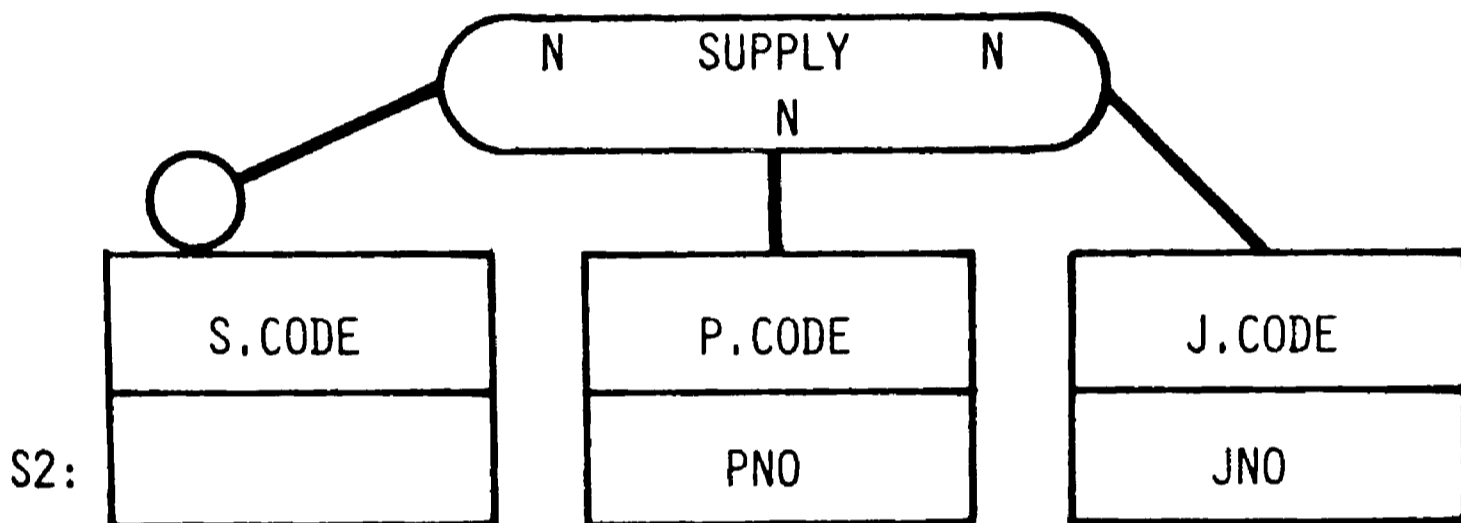 N SUPPLY N
N
S.CODE P.CODE J.CODE
S2: PNO JNO